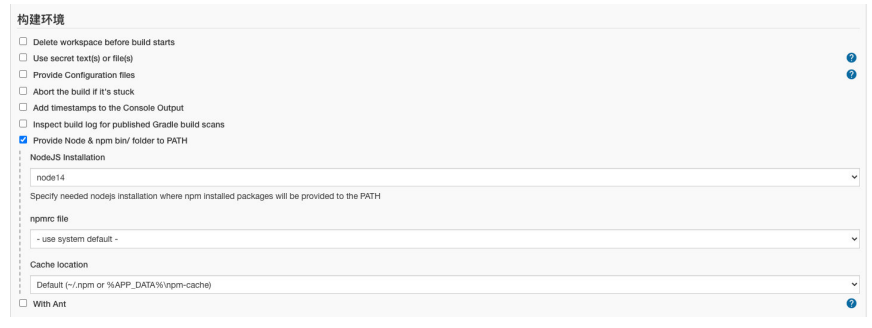 构建环境
Delete workspace before build starts
Use secret text(s) or file(s)
?
Provide Configuration files
?
Abort the build if it's stuck
Add timestamps to the Console Output
Inspect build log for published Gradle build scans
Provide Node & npm bin/ folder to PATH
NodeJS Installation
node14
Specify needed nodejs installation where npm installed packages will be provided to the PATH
npmrc file
- use system default -
Cache location
Default (~/.npm or %APP_DATA%\npm-cache)
With Ant
?